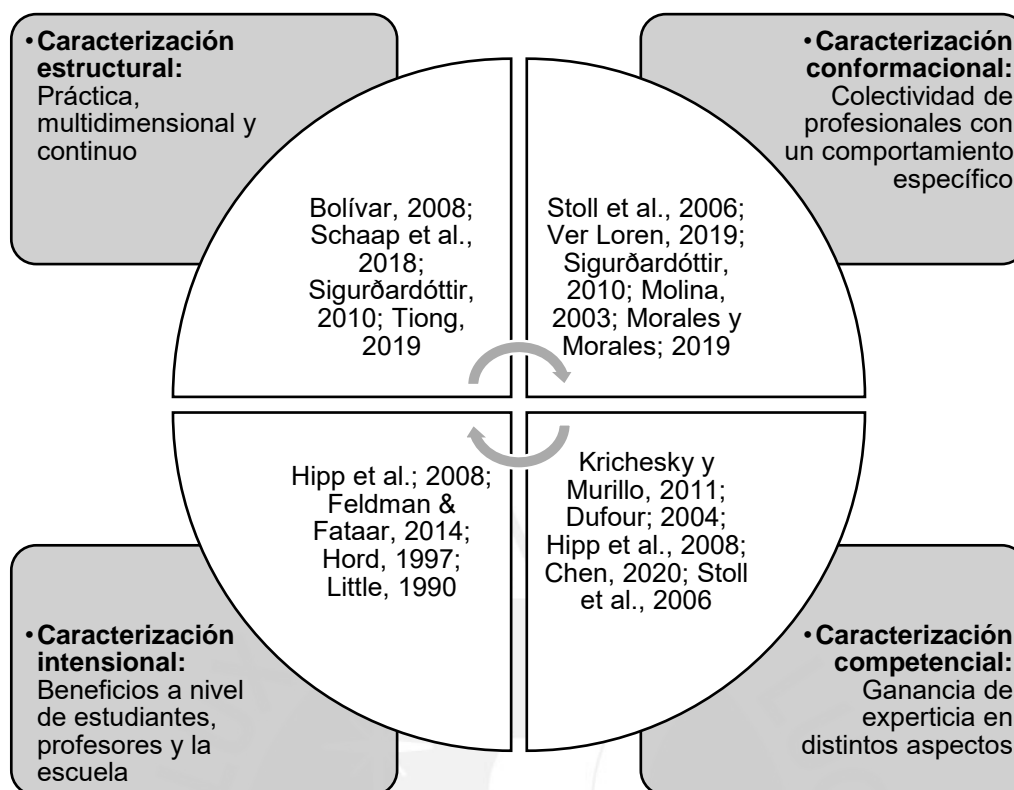 •Caracterización
estructural:
Práctica,
multidimensional y
continuo
•Caracterización
conformacional:
Colectividad de
profesionales con
un comportamiento
específico
Bolívar, 2008;
Schaap et al.,
2018;
Sigurðardóttir,
2010; Tiong,
2019
Stoll et al., 2006;
Ver Loren, 2019;
Sigurðardóttir,
2010; Molina,
2003; Morales y
Morales; 2019
Hipp et al.; 2008;
Feldman &
Fataar, 2014;
Hord, 1997;
Little, 1990
Krichesky y
Murillo, 2011;
Dufour; 2004;
Hipp et al., 2008;
Chen, 2020; Stoll
et al., 2006
•Caracterización
intensional:
Beneficios a nivel
de estudiantes,
profesores y la
escuela
•Caracterización
competencial:
Ganancia de
experticia en
distintos aspectos